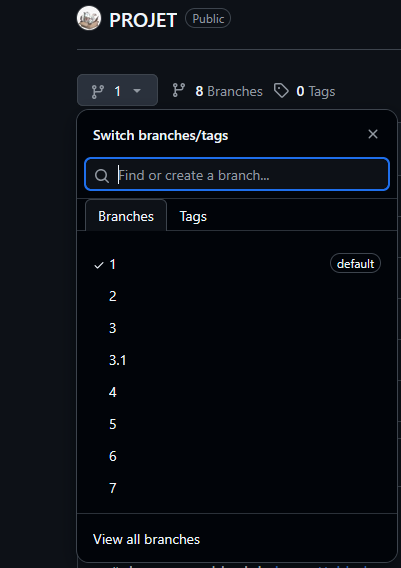 PROJET Public
1 8 Branches 0 Tags
Switch branches/tags
Find or create a branch...
Branches Tags
1 default
2
3
3.1
4
5
6
7
View all branches